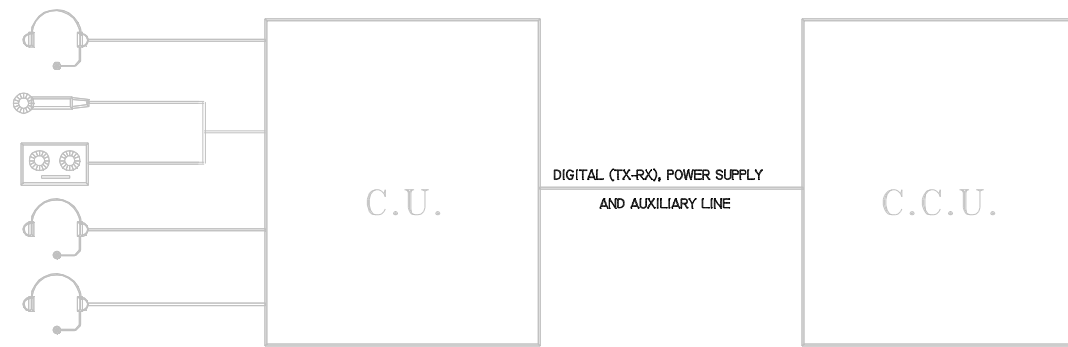 DIGITAL (TX-RX), POWER SUPPLY
C.U.
C.C.U.
AND AUXILIARY LINE